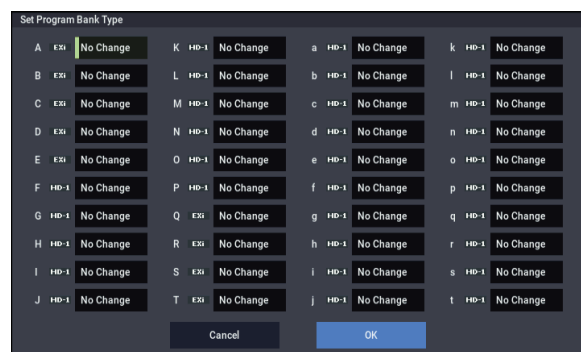 Set Program Bank Type
A EXi No Change K HD-1 No Change a HD-1 No Change k HD-1 No Change
B EXi No Change L HD-1 No Change b HD-1 No Change l HD-1 No Change
C EXi No Change M HD-1 No Change c HD-1 No Change m HD-1 No Change
D EXi No Change N HD-1 No Change d HD-1 No Change n HD-1 No Change
E EXi No Change O HD-1 No Change e HD-1 No Change o HD-1 No Change
F HD-1 No Change P HD-1 No Change f HD-1 No Change p HD-1 No Change
G HD-1 No Change Q EXi No Change g HD-1 No Change q HD-1 No Change
H HD-1 No Change R EXi No Change h HD-1 No Change r HD-1 No Change
I HD-1 No Change S EXi No Change i HD-1 No Change s HD-1 No Change
J HD-1 No Change T EXi No Change j HD-1 No Change t HD-1 No Change
Cancel OK